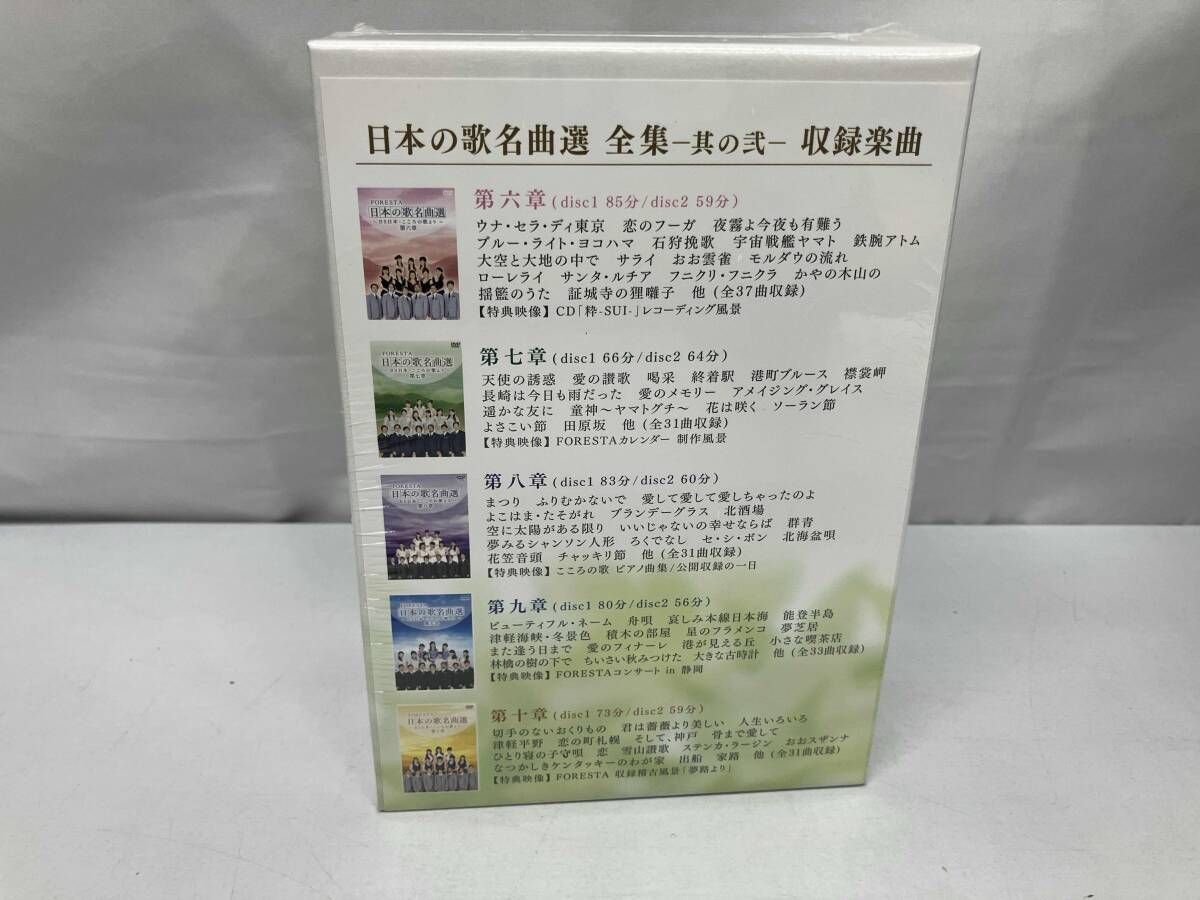 日本の歌名曲選 全集－其の弐－ 収録楽曲
FORESTA
日本の歌名曲選
～BS日本・こころの歌より～
第六章
第六章(disc1 85分/disc2 59分)
ウナ・セラ・ディ東京 恋のフーガ 夜霧よ今夜も有難う
ブルー・ライト・ヨコハマ 石狩挽歌 宇宙戦艦ヤマト 鉄腕アトム
大空と大地の中で サライ おお雲雀 モルダウの流れ
ローレライ サンタ・ルチア フニクリ・フニクラ かやの木山の
揺籃のうた 証城寺の狸囃子 他 (全37曲収録)
【特典映像】CD「粋-SUI-」レコーディング風景
FORESTA
日本の歌名曲選
～BS日本・こころの歌より～
第七章
第七章(disc1 66分/disc2 64分)
天使の誘惑 愛の讃歌 喝采 終着駅 港町ブルース 襟裳岬
長崎は今日も雨だった 愛のメモリー アメイジング・グレイス
遥かな友に 童神～ヤマトグチ～ 花は咲く ソーラン節
よさこい節 田原坂 他 (全31曲収録)
【特典映像】FORESTAカレンダー 制作風景
FORESTA
日本の歌名曲選
第八章
第八章(disc1 83分/disc2 60分)
まつり ふりむかないで 愛して愛して愛しちゃったのよ
よこはま・たそがれ ブランデーグラス 北酒場
空に太陽がある限り いいじゃないの幸せならば 群青
夢みるシャンソン人形 ろくでなし セ・シ・ボン 北海盆唄
花笠音頭 チャッキリ節 他 (全31曲収録)
【特典映像】こころの歌 ピアノ曲集/公開収録の一日
FORESTA
日本の歌名曲選
第九章(disc1 80分/disc2 56分)
ビューティフル・ネーム 舟唄 哀しみ本線日本海 能登半島
津軽海峡・冬景色 積木の部屋 星のフラメンコ 夢芝居
また逢う日まで 愛のフィナーレ 港が見える丘 小さな喫茶店
林檎の樹の下で ちいさい秋みつけた 大きな古時計 他 (全33曲収録)
【特典映像】FORESTAコンサート in 静岡
日本の歌名曲選
第十章(disc1 73分/disc2 59分)
切手のないおくりもの 君は薔薇より美しい 人生いろいろ
津軽平野 恋の町札幌 そして、神戸 骨まで愛して
ひとり寝の子守唄 恋 雪山讃歌 ステンカ・ラージン おおスザンナ
なつかしきケンタッキーのわが家 出船 家路 他 (全31曲収録)
【特典映像】FORESTA 収録稽古風景「夢路より」